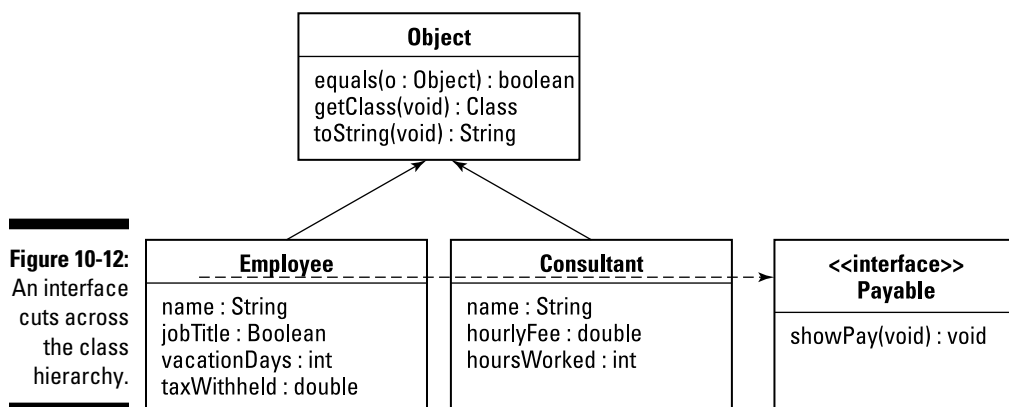 Object
equals(o : Object) : boolean
getClass(void) : Class
toString(void) : String
Figure 10-12:
An interface
cuts across
the class
hierarchy.
Employee
name : String
jobTitle : Boolean
vacationDays : int
taxWithheld : double
Consultant
name : String
hourlyFee : double
hoursWorked : int
<<interface>>
Payable
showPay(void) : void